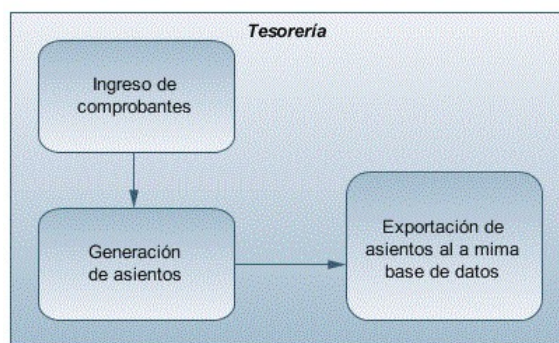 Tesorería
Ingreso de
comprobantes
Generación
de asientos
Exportación de
asientos al a mima
base de datos